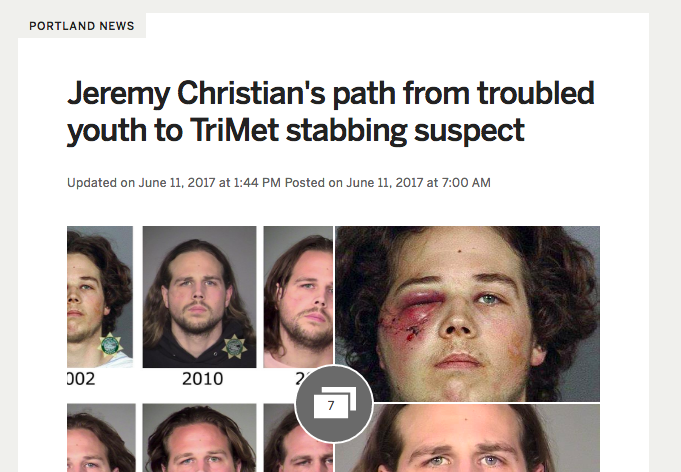 PORTLAND NEWS
Jeremy Christian's path from troubled
youth to TriMet stabbing suspect
Updated on June 11, 2017 at 1:44 PM Posted on June 11, 2017 at 7:00 AM
002 2010 2
7